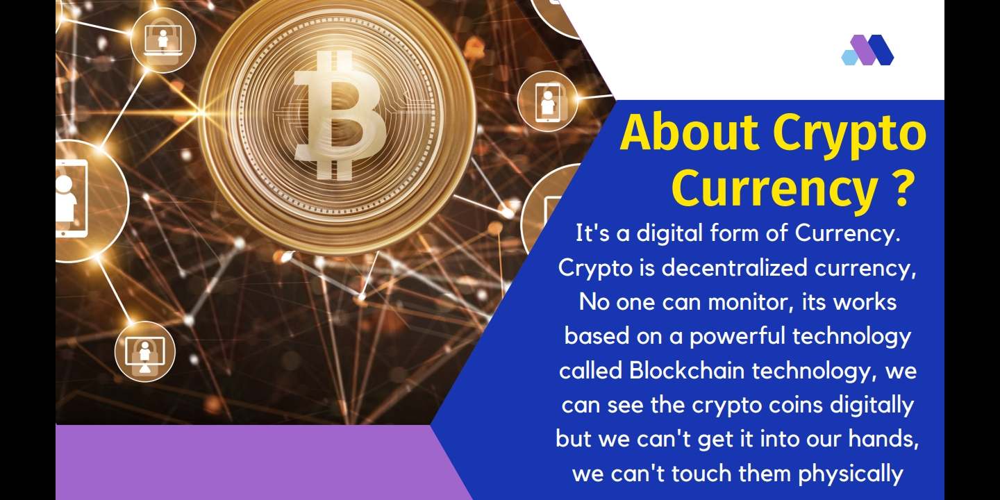 About Crypto
Currency ?
It's a digital form of Currency.
Crypto is decentralized currency,
No one can monitor, its works
based on a powerful technology
called Blockchain technology, we
can see the crypto coins digitally
but we can't get it into our hands,
we can't touch them physically